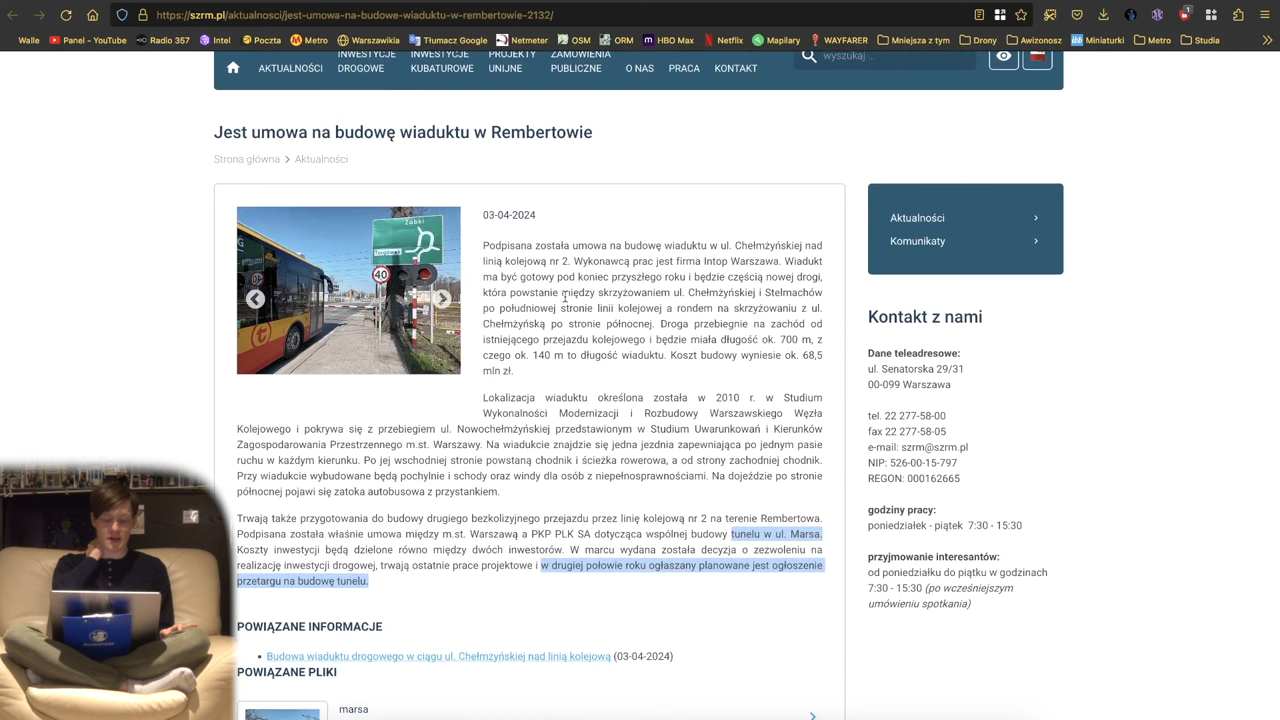 https://szrm.pl/aktualnosci/jest-umowa-na-budowe-wiaduktu-w-rembertowie-2132/
Walle Panel - YouTube Radio 357 Intel Poczta Metro Warszawikia Tłumacz Google Netmeter OSM ORM HBO Max Netflix Mapilary WAYFARER Mniejsza z tym Drony Awizonosz Miniaturki Metro Studia
AKTUALNOŚCI
INWESTYCJE
DROGOWE
INWESTYCJE
KUBATUROWE
PROJEKTY
UNIJNE
ZAMÓWIENIA
PUBLICZNE
O NAS
PRACA
KONTAKT
wyszukaj ...
Jest umowa na budowę wiaduktu w Rembertowie
Strona główna > Aktualności
Ząbki
40
03-04-2024
Podpisana została umowa na budowę wiaduktu w ul. Chełmżyńskiej nad
linią kolejową nr 2. Wykonawcą prac jest firma Intop Warszawa. Wiadukt
ma być gotowy pod koniec przyszłego roku i będzie częścią nowej drogi,
która powstanie między skrzyżowaniem ul. Chełmżyńskiej i Stelmachów
po południowej stronie linii kolejowej a rondem na skrzyżowaniu z ul.
Chełmżyńską po stronie północnej. Droga przebiegnie na zachód od
istniejącego przejazdu kolejowego i będzie miała długość ok. 700 m, z
czego ok. 140 m to długość wiaduktu. Koszt budowy wyniesie ok. 68,5
mln zł.
Lokalizacja wiaduktu określona została w 2010 r. w Studium
Wykonalności Modernizacji i Rozbudowy Warszawskiego Węzła
Kolejowego i pokrywa się z przebiegiem ul. Nowochełmżyńskiej przedstawionym w Studium Uwarunkowań i Kierunków
Zagospodarowania Przestrzennego m.st. Warszawy. Na wiadukcie znajdzie się jedna jezdnia zapewniająca po jednym pasie
ruchu w każdym kierunku. Po jej wschodniej stronie powstaną chodnik i ścieżka rowerowa, a od strony zachodniej chodnik.
Przy wiadukcie wybudowane będą pochylnie i schody oraz windy dla osób z niepełnosprawnościami. Na dojeździe po stronie
północnej pojawi się zatoka autobusowa z przystankiem.
Trwają także przygotowania do budowy drugiego bezkolizyjnego przejazdu przez linię kolejową nr 2 na terenie Rembertowa.
Podpisana została właśnie umowa między m.st. Warszawą a PKP PLK SA dotycząca wspólnej budowy tunelu w ul. Marsa.
Koszty inwestycji będą dzielone równo między dwóch inwestorów. W marcu wydana została decyzja o zezwoleniu na
realizację inwestycji drogowej, trwają ostatnie prace projektowe i w drugiej połowie roku ogłaszany planowane jest ogłoszenie
przetargu na budowę tunelu.
POWIĄZANE INFORMACJE
• Budowa wiaduktu drogowego w ciągu ul. Chełmżyńskiej nad linią kolejową (03-04-2024)
POWIĄZANE PLIKI
marsa
Aktualności
Komunikaty
Kontakt z nami
Dane teleadresowe:
ul. Senatorska 29/31
00-099 Warszawa
tel. 22 277-58-00
fax 22 277-58-05
e-mail: szrm@szrm.pl
NIP: 526-00-15-797
REGON: 000162665
godziny pracy:
poniedziałek - piątek 7:30 - 15:30
przyjmowanie interesantów:
od poniedziałku do piątku w godzinach
7:30 - 15:30 (po wcześniejszym
umówieniu spotkania)